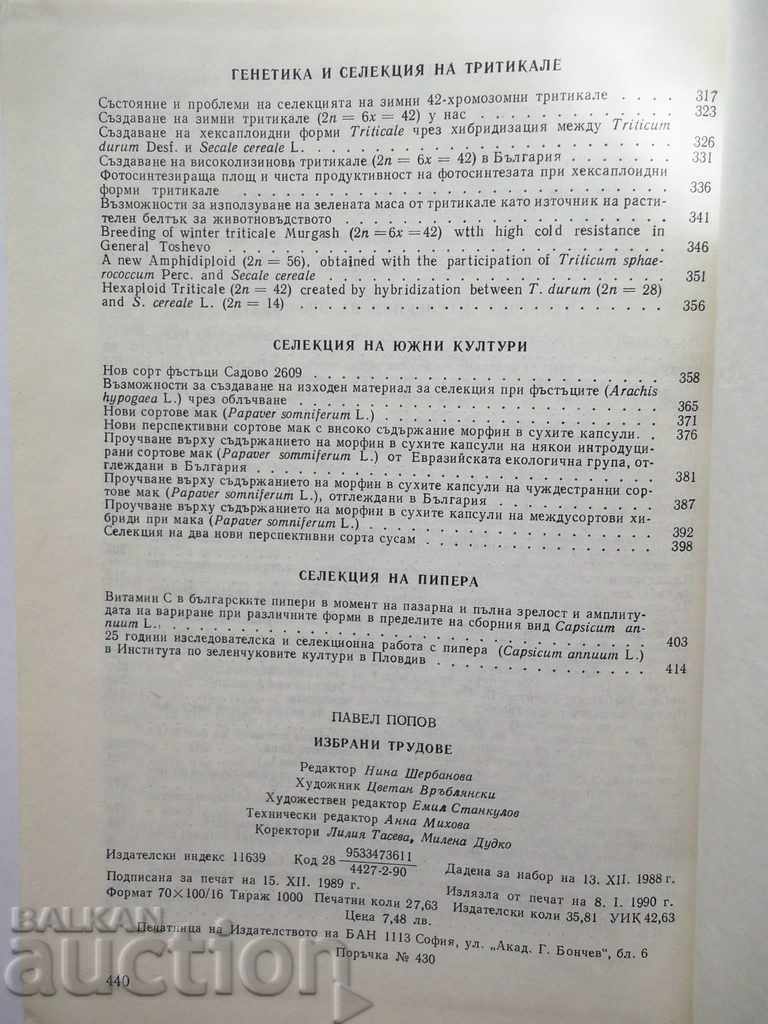 ГЕНЕТИКА И СЕЛЕКЦИЯ НА ТРИТИКАЛЕ
Състояние и проблеми на селекцията на зимни 42-хромозомни тритикале . . . . 317
Създаване на зимни тритикале (2n = 6x = 42) у нас . . . . . . . . . . . 323
Създаване на хексаплоидни форми Triticale чрез хибридизация между Triticum
durum Desf. и Secale cereale L. . . . . . . . . . . . . . . . . . 326
Създаване на високолизинови тритикале (2n = 6x = 42) в България . . . . . . 331
Фотосинтезираща площ и чиста продуктивност на фотосинтезата при хексаплоидни
форми тритикале . . . . . . . . . . . . . . . . . . . . . 336
Възможности за използуване на зелената маса от тритикале като източник на расти-
телен белтък за животновъдството . . . . . . . . . . . . . . . . 341
Breeding of winter triticale Murgash (2n=6x=42) wtth high cold resistance in
General Toshevo . . . . . . . . . . . . . . . . . . . . . 346
A new Amphidiploid (2n = 56), obtained with the participation of Triticum sphae-
rococcum Perc. and Secale cereale . . . . . . . . . . . . . . . . 351
Hexaploid Triticale (2n = 42) created by hybridization between T. durum (2n = 28)
and S. cereale L. (2n = 14) . . . . . . . . . . . . . . . . . . 356
СЕЛЕКЦИЯ НА ЮЖНИ КУЛТУРИ
Нов сорт фъстъци Садово 2609 . . . . . . . . . . . . . . . . . 358
Възможности за създаване на изходен материал за селекция при фъстъците (Arachis
hypogaea L.) чрез облъчване . . . . . . . . . . . . . . . . . . 365
Нови сортове мак (Papaver somniferum L.) . . . . . . . . . . . . . . 371
Нови перспективни сортове мак с високо съдържание морфин в сухите капсули. . 376
Проучване върху съдържанието на морфин в сухите капсули на някои интродуци-
рани сортове мак (Papaver sommiferum L.) от Евразийската екологична група, от-
глеждани в България . . . . . . . . . . . . . . . . . . . . 381
Проучване върху съдържанието на морфин в сухите капсули на чуждестранни сор-
тове мак (Papaver somniferum L.), отглеждани в България . . . . . . . . . 387
Проучване върху съдържанието на морфин в сухите капсули на междусортови хи-
бриди при мака (Papaver somniferum L.) . . . . . . . . . . . . . . . 392
Селекция на два нови перспективни сорта сусам . . . . . . . . . . . . 398
СЕЛЕКЦИЯ НА ПИПЕРА
Витамин С в българските пипери в момент на пазарна и пълна зрелост и амплиту-
дата на вариране при различните форми в пределите на сборния вид Capsicum an-
nuum L. . . . . . . . . . . . . . . . . . . . . . . . . 403
25 години изследователска и селекционна работа с пипера (Capsicum annuum L.)
в Института по зеленчуковите култури в Пловдив . . . . . . . . . . . . 414
ПАВЕЛ ПОПОВ
ИЗБРАНИ ТРУДОВЕ
Редактор Нина Щербанова
Художник Цветан Връблянски
Художествен редактор Емил Станкулов
Технически редактор Анна Михова
Коректори Лилия Тасева, Милена Дудко
Издателски индекс 11639 Код 28 9533473611/4427-2-90 Дадена за набор на 13. XII. 1988 г.
Подписана за печат на 15. XII. 1989 г. Излязла от печат на 8. I. 1990 г.
Формат 70×100/16 Тираж 1000 Печатни коли 27,63 Издателски коли 35,81 УИК 42,63
Цена 7,48 лв.
Печатница на Издателството на БАН 1113 София, ул. „Акад. Г. Бончев“, бл. 6
Поръчка № 430
440
BALKAN
auction